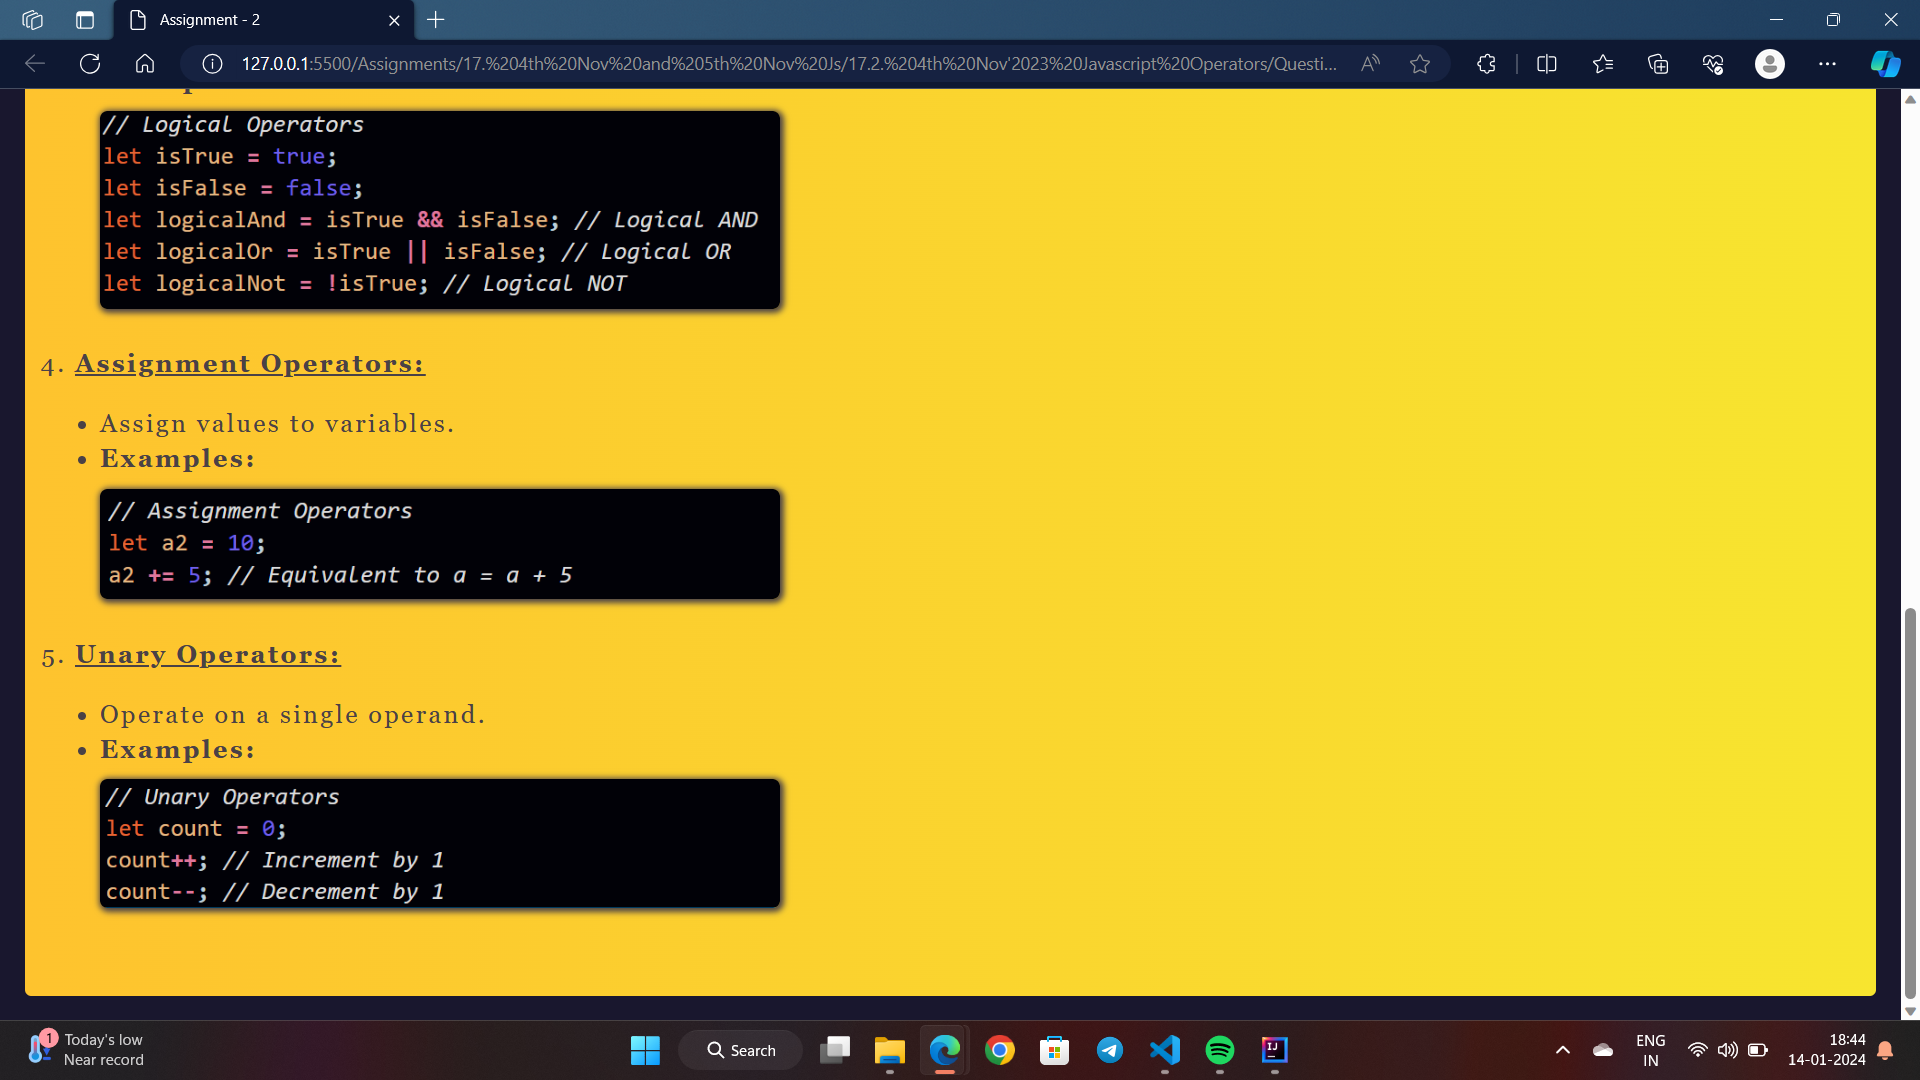 Assignment - 2
127.0.0.1:5500/Assignments/17.%204th%20Nov%20and%205th%20Nov%20Js/17.2.%204th%20Nov'2023%20Javascript%20Operators/Questi...
// Logical Operators
let isTrue = true;
let isFalse = false;
let logicalAnd = isTrue && isFalse; // Logical AND
let logicalOr = isTrue || isFalse; // Logical OR
let logicalNot = !isTrue; // Logical NOT
4. Assignment Operators:
• Assign values to variables.
• Examples:
// Assignment Operators
let a2 = 10;
a2 += 5; // Equivalent to a = a + 5
5. Unary Operators:
• Operate on a single operand.
• Examples:
// Unary Operators
let count = 0;
count++; // Increment by 1
count--; // Decrement by 1
1
Today's low
Near record
Search
IJ
ENG
IN
18:44
14-01-2024